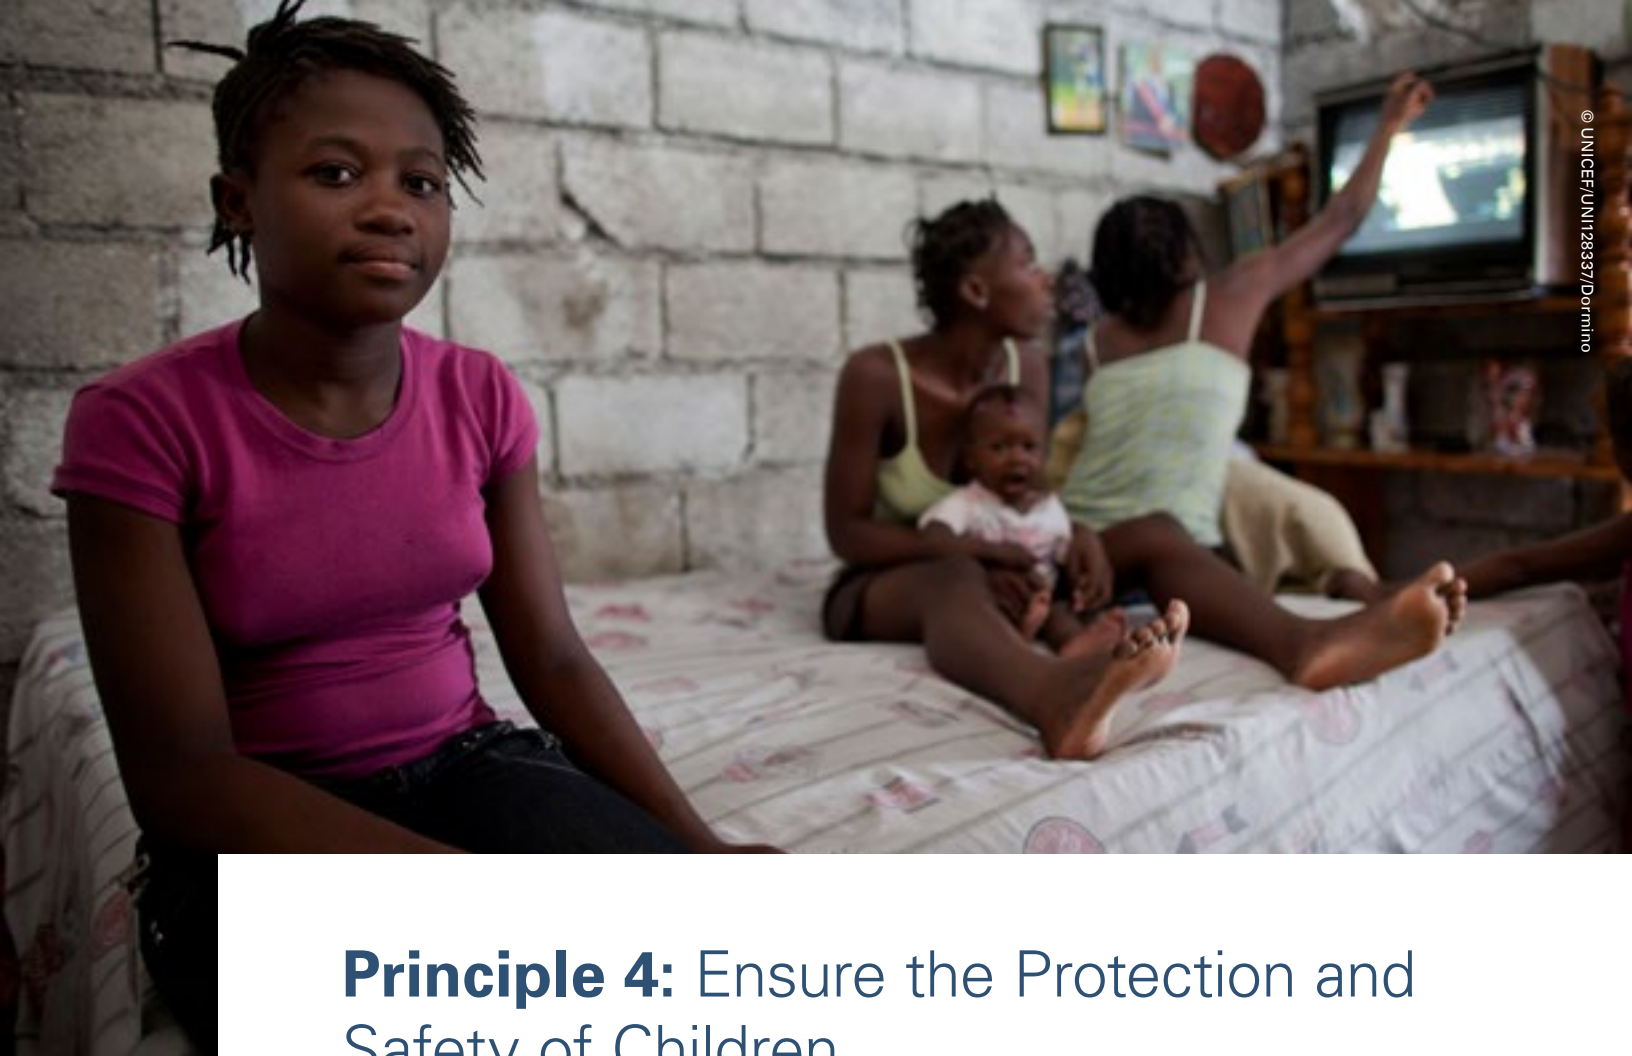 © UNICEF/UNI128337/Dormino
Principle 4: Ensure the Protection and
Safety of Children